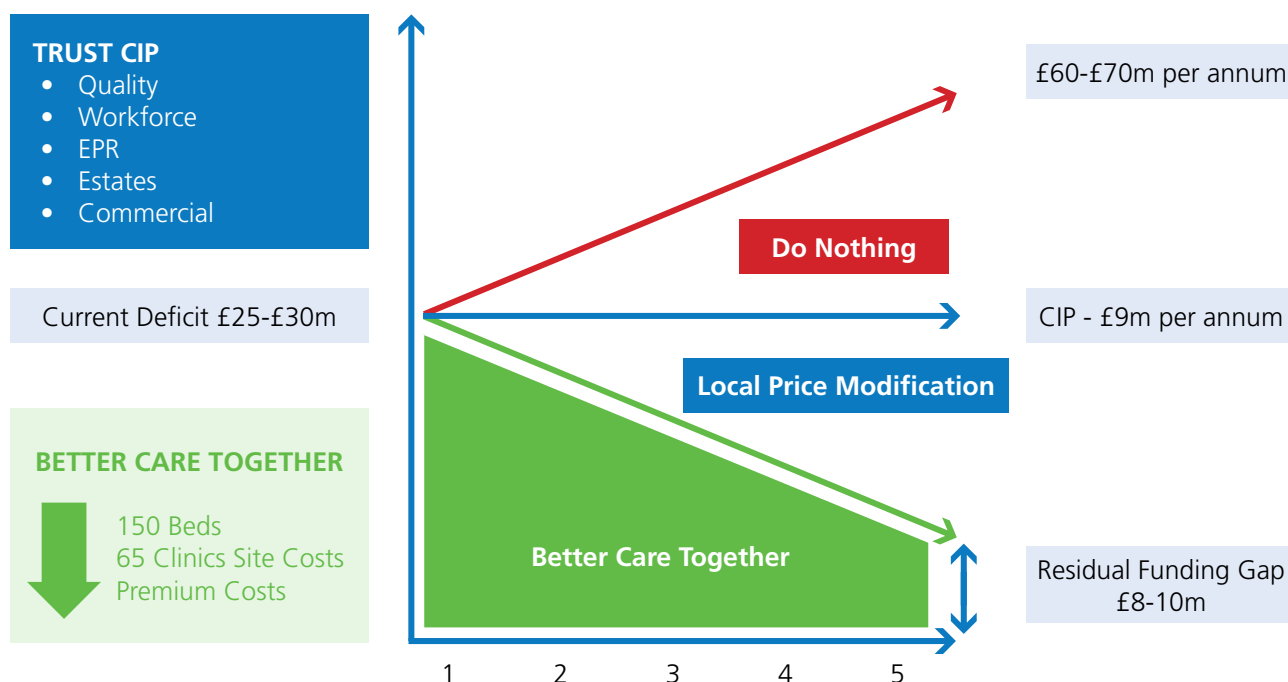 TRUST CIP
• Quality
• Workforce
• EPR
• Estates
• Commercial
Current Deficit £25-£30m
BETTER CARE TOGETHER
150 Beds
65 Clinics Site Costs
Premium Costs
£60-£70m per annum
Do Nothing
CIP - £9m per annum
Local Price Modification
Better Care Together
Residual Funding Gap
£8-10m
1 2 3 4 5